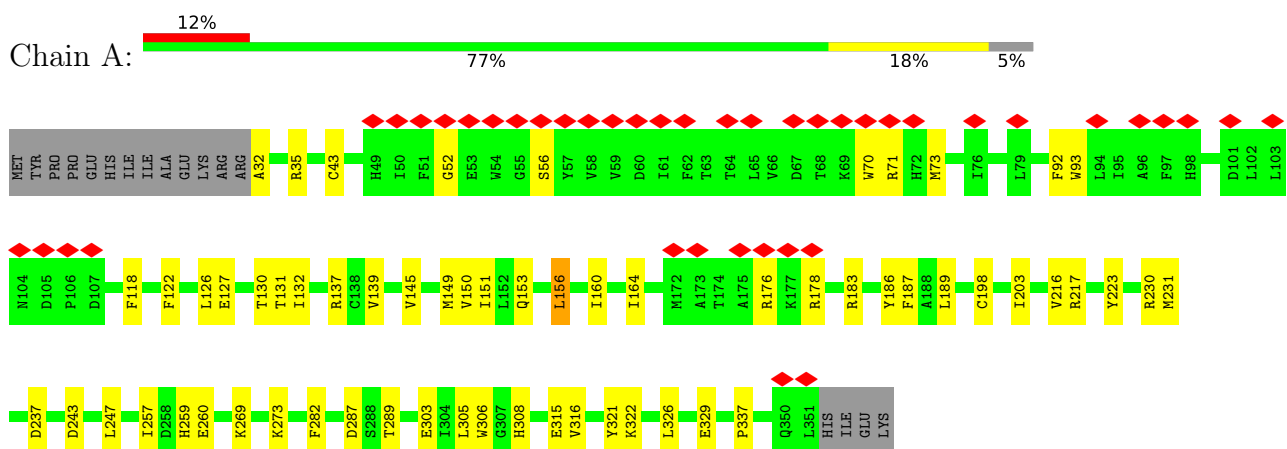 12%
Chain A:
77% 18% 5%
MET TYR PRO PRO GLU HIS ILE ILE ALA GLU LYS ARG ARG A32 R35 C43 H49 I50 F51 G52 E53 W54 G55 S56 Y57 V58 V59 D60 I61 F62 T63 T64 L65 V66 D67 T68 K69 W70 R71 H72 M73 I76 L79 F92 W93 L94 I95 A96 F97 H98 D101 L102 L103
N104 D105 P106 D107 F118 F122 L126 E127 T130 T131 I132 R137 C138 V139 V145 M149 V150 I151 L152 Q153 L156 I160 I164 M172 A173 T174 A175 R176 K177 R178 R183 Y186 F187 A188 L189 C198 I203 V216 R217 Y223 R230 M231
D237 D243 L247 I257 D258 H259 E260 K269 K273 F282 D287 S288 T289 E303 I304 L305 W306 G307 H308 E315 V316 Y321 K322 L326 E329 P337 Q350 L351 HIS ILE GLU LYS